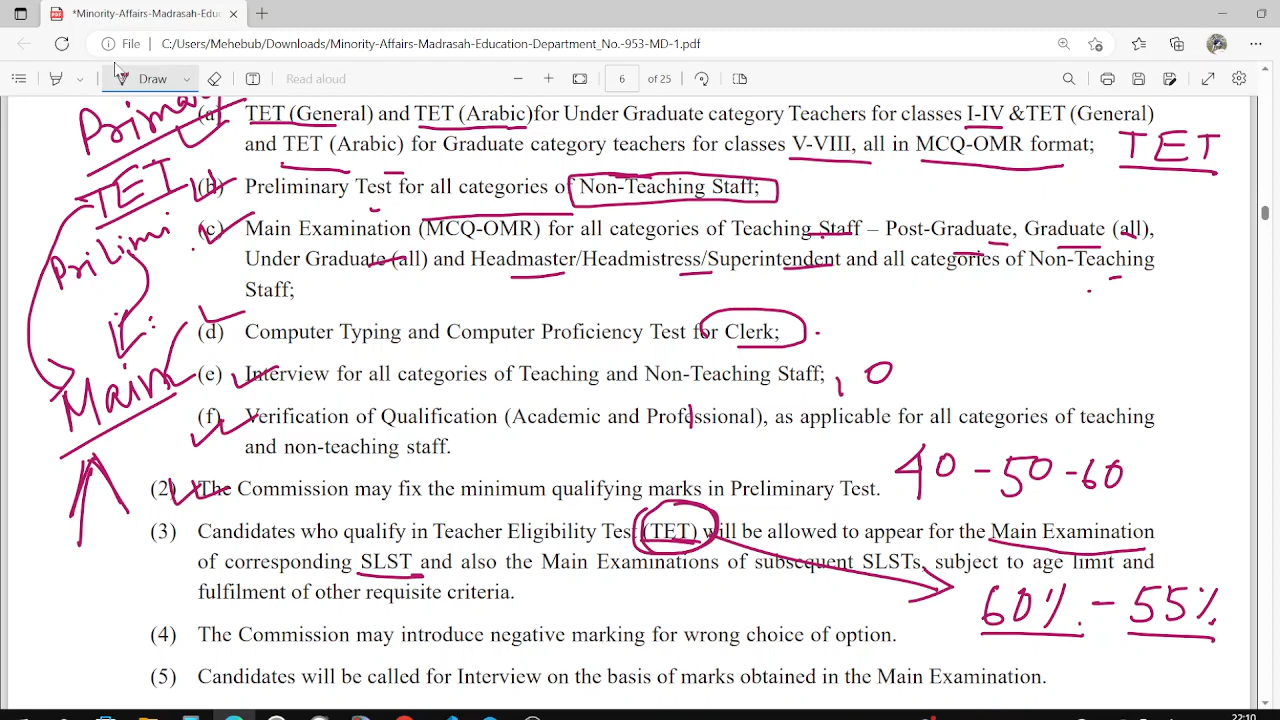 *Minority-Affairs-Madrasah-Edu
File C:/Users/Mehebub/Downloads/Minority-Affairs-Madrasah-Education-Department_No.-953-MD-1.pdf
Draw Read aloud 6 of 25
(a) TET (General) and TET (Arabic)for Under Graduate category Teachers for classes I-IV &TET (General)
and TET (Arabic) for Graduate category teachers for classes V-VIII, all in MCQ-OMR format;
(b) Preliminary Test for all categories of Non-Teaching Staff;
(c) Main Examination (MCQ-OMR) for all categories of Teaching Staff – Post-Graduate, Graduate (all),
Under Graduate (all) and Headmaster/Headmistress/Superintendent and all categories of Non-Teaching
Staff;
(d) Computer Typing and Computer Proficiency Test for Clerk;
(e) Interview for all categories of Teaching and Non-Teaching Staff;
(f) Verification of Qualification (Academic and Professional), as applicable for all categories of teaching
and non-teaching staff.
(2) The Commission may fix the minimum qualifying marks in Preliminary Test.
(3) Candidates who qualify in Teacher Eligibility Test (TET) will be allowed to appear for the Main Examination
of corresponding SLST and also the Main Examinations of subsequent SLSTs, subject to age limit and
fulfilment of other requisite criteria.
(4) The Commission may introduce negative marking for wrong choice of option.
(5) Candidates will be called for Interview on the basis of marks obtained in the Main Examination.
Primary
TET
Prilimi
Main
TET
40 - 50 - 60
60% - 55%
22:10